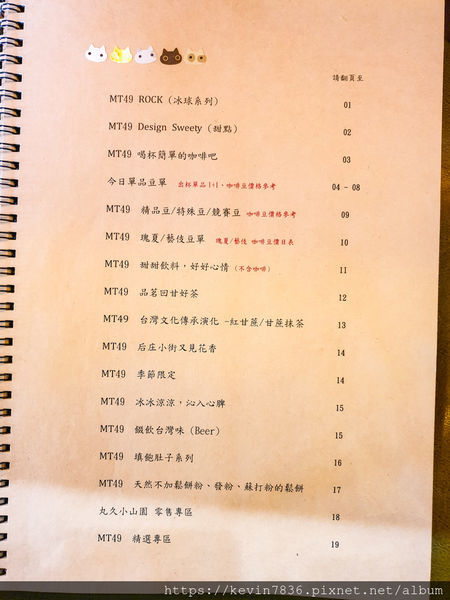 請翻頁至
MT49 ROCK (冰球系列) 01
MT49 Design Sweety (甜點) 02
MT49 喝杯簡單的咖啡吧 03
今日單品豆單 出杯單品1+1、咖啡豆價格參考 04 - 08
MT49 精品豆/特殊豆/競賽豆 咖啡豆價格參考 09
MT49 瑰夏/藝伎豆單 瑰夏/藝伎 咖啡豆價目表 10
MT49 甜甜飲料，好好心情 (不含咖啡) 11
MT49 品茗回甘好茶 12
MT49 台灣文化傳承演化 -紅甘蔗/甘蔗抹茶 13
MT49 后庄小街又見花香 14
MT49 季節限定 14
MT49 冰冰涼涼，沁入心脾 15
MT49 餟飲台灣味 (Beer) 15
MT49 填飽肚子系列 16
MT49 天然不加鬆餅粉、發粉、蘇打粉的鬆餅 17
丸久小山園 零售專區 18
MT49 精選專區 19
https://kevin7836.pixnet.net/album